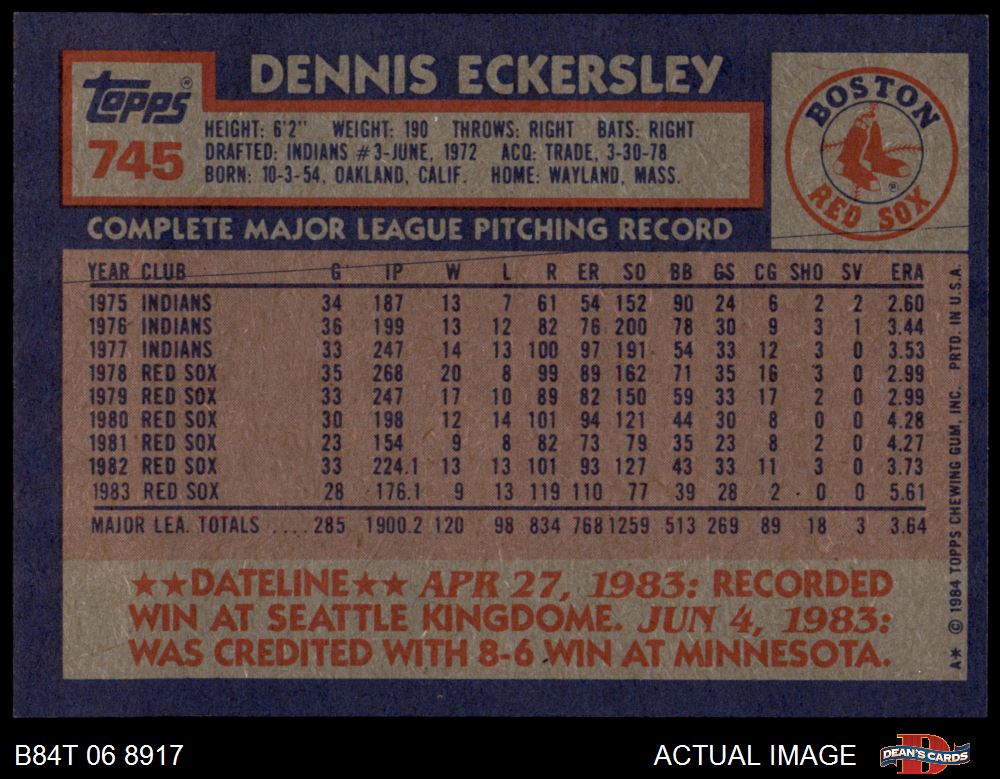 DENNIS ECKERSLEY
Topps®
745
HEIGHT: 6'2" WEIGHT: 190 THROWS: RIGHT BATS: RIGHT
DRAFTED: INDIANS #3-JUNE, 1972 ACQ: TRADE, 3-30-78
BORN: 10-3-54, OAKLAND, CALIF. HOME: WAYLAND, MASS.
BOSTON
RED SOX
®
COMPLETE MAJOR LEAGUE PITCHING RECORD
YEAR CLUB G IP W L R ER SO BB GS CG SHO SV ERA
1975 INDIANS 34 187 13 7 61 54 152 90 24 6 2 2 2.60
1976 INDIANS 36 199 13 12 82 76 200 78 30 9 3 1 3.44
1977 INDIANS 33 247 14 13 100 97 191 54 33 12 3 0 3.53
1978 RED SOX 35 268 20 8 99 89 162 71 35 16 3 0 2.99
1979 RED SOX 33 247 17 10 89 82 150 59 33 17 2 0 2.99
1980 RED SOX 30 198 12 14 101 94 121 44 30 8 0 0 4.28
1981 RED SOX 23 154 9 8 82 73 79 35 23 8 2 0 4.27
1982 RED SOX 33 224.1 13 13 101 93 127 43 33 11 3 0 3.73
1983 RED SOX 28 176.1 9 13 119 110 77 39 28 2 0 0 5.61
MAJOR LEA. TOTALS .... 285 1900.2 120 98 834 768 1259 513 269 89 18 3 3.64
★★DATELINE★★ APR 27, 1983: RECORDED
WIN AT SEATTLE KINGDOME. JUN 4, 1983:
WAS CREDITED WITH 8-6 WIN AT MINNESOTA.
A* © 1984 TOPPS CHEWING GUM, INC. PRTD. IN U.S.A.
B84T 06 8917
ACTUAL IMAGE
DEAN'S CARDS